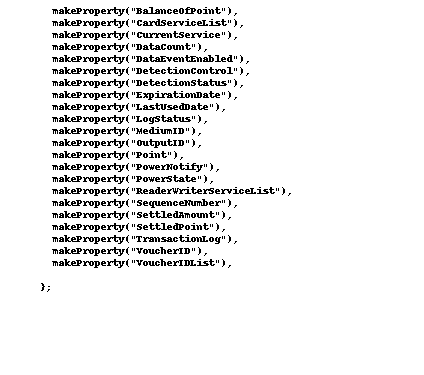 makeProperty("BalanceOfPoint"),
makeProperty("CardServiceList"),
makeProperty("CurrentService"),
makeProperty("DataCount"),
makeProperty("DataEventEnabled"),
makeProperty("DetectionControl"),
makeProperty("DetectionStatus"),
makeProperty("ExpirationDate"),
makeProperty("LastUsedDate"),
makeProperty("LogStatus"),
makeProperty("MediumID"),
makeProperty("OutputID"),
makeProperty("Point"),
makeProperty("PowerNotify"),
makeProperty("PowerState"),
makeProperty("ReaderWriterServiceList"),
makeProperty("SequenceNumber"),
makeProperty("SettledAmount"),
makeProperty("SettledPoint"),
makeProperty("TransactionLog"),
makeProperty("VoucherID"),
makeProperty("VoucherIDList"),
};